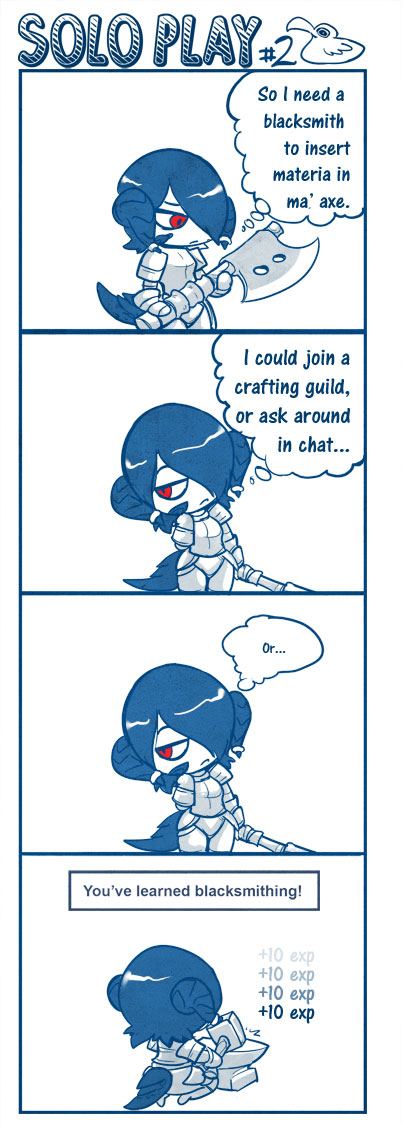 SOLO PLAY #2
So I need a
blacksmith
to insert
materia in
ma' axe.
I could join a
crafting guild,
or ask around
in chat...
Or...
You've learned blacksmithing!
+10 exp
+10 exp
+10 exp
+10 exp